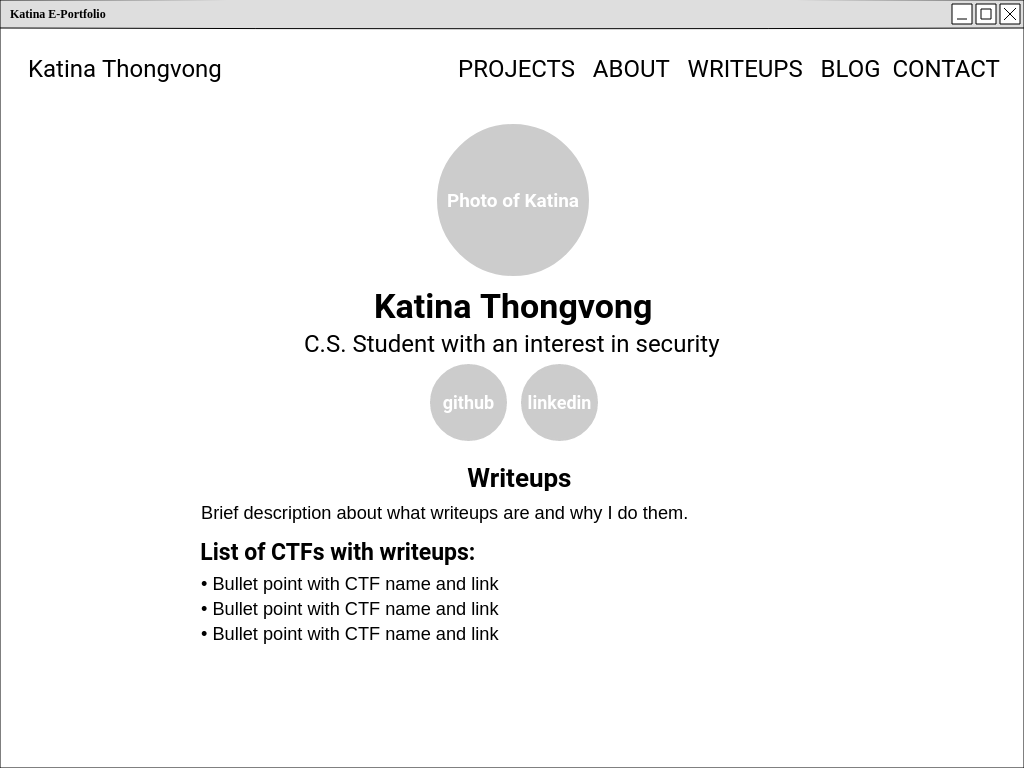 Katina E-Portfolio
Katina Thongvong
PROJECTS ABOUT WRITEUPS BLOG CONTACT
Photo of Katina
Katina Thongvong
C.S. Student with an interest in security
github linkedin
Writeups
Brief description about what writeups are and why I do them.
List of CTFs with writeups:
• Bullet point with CTF name and link
• Bullet point with CTF name and link
• Bullet point with CTF name and link